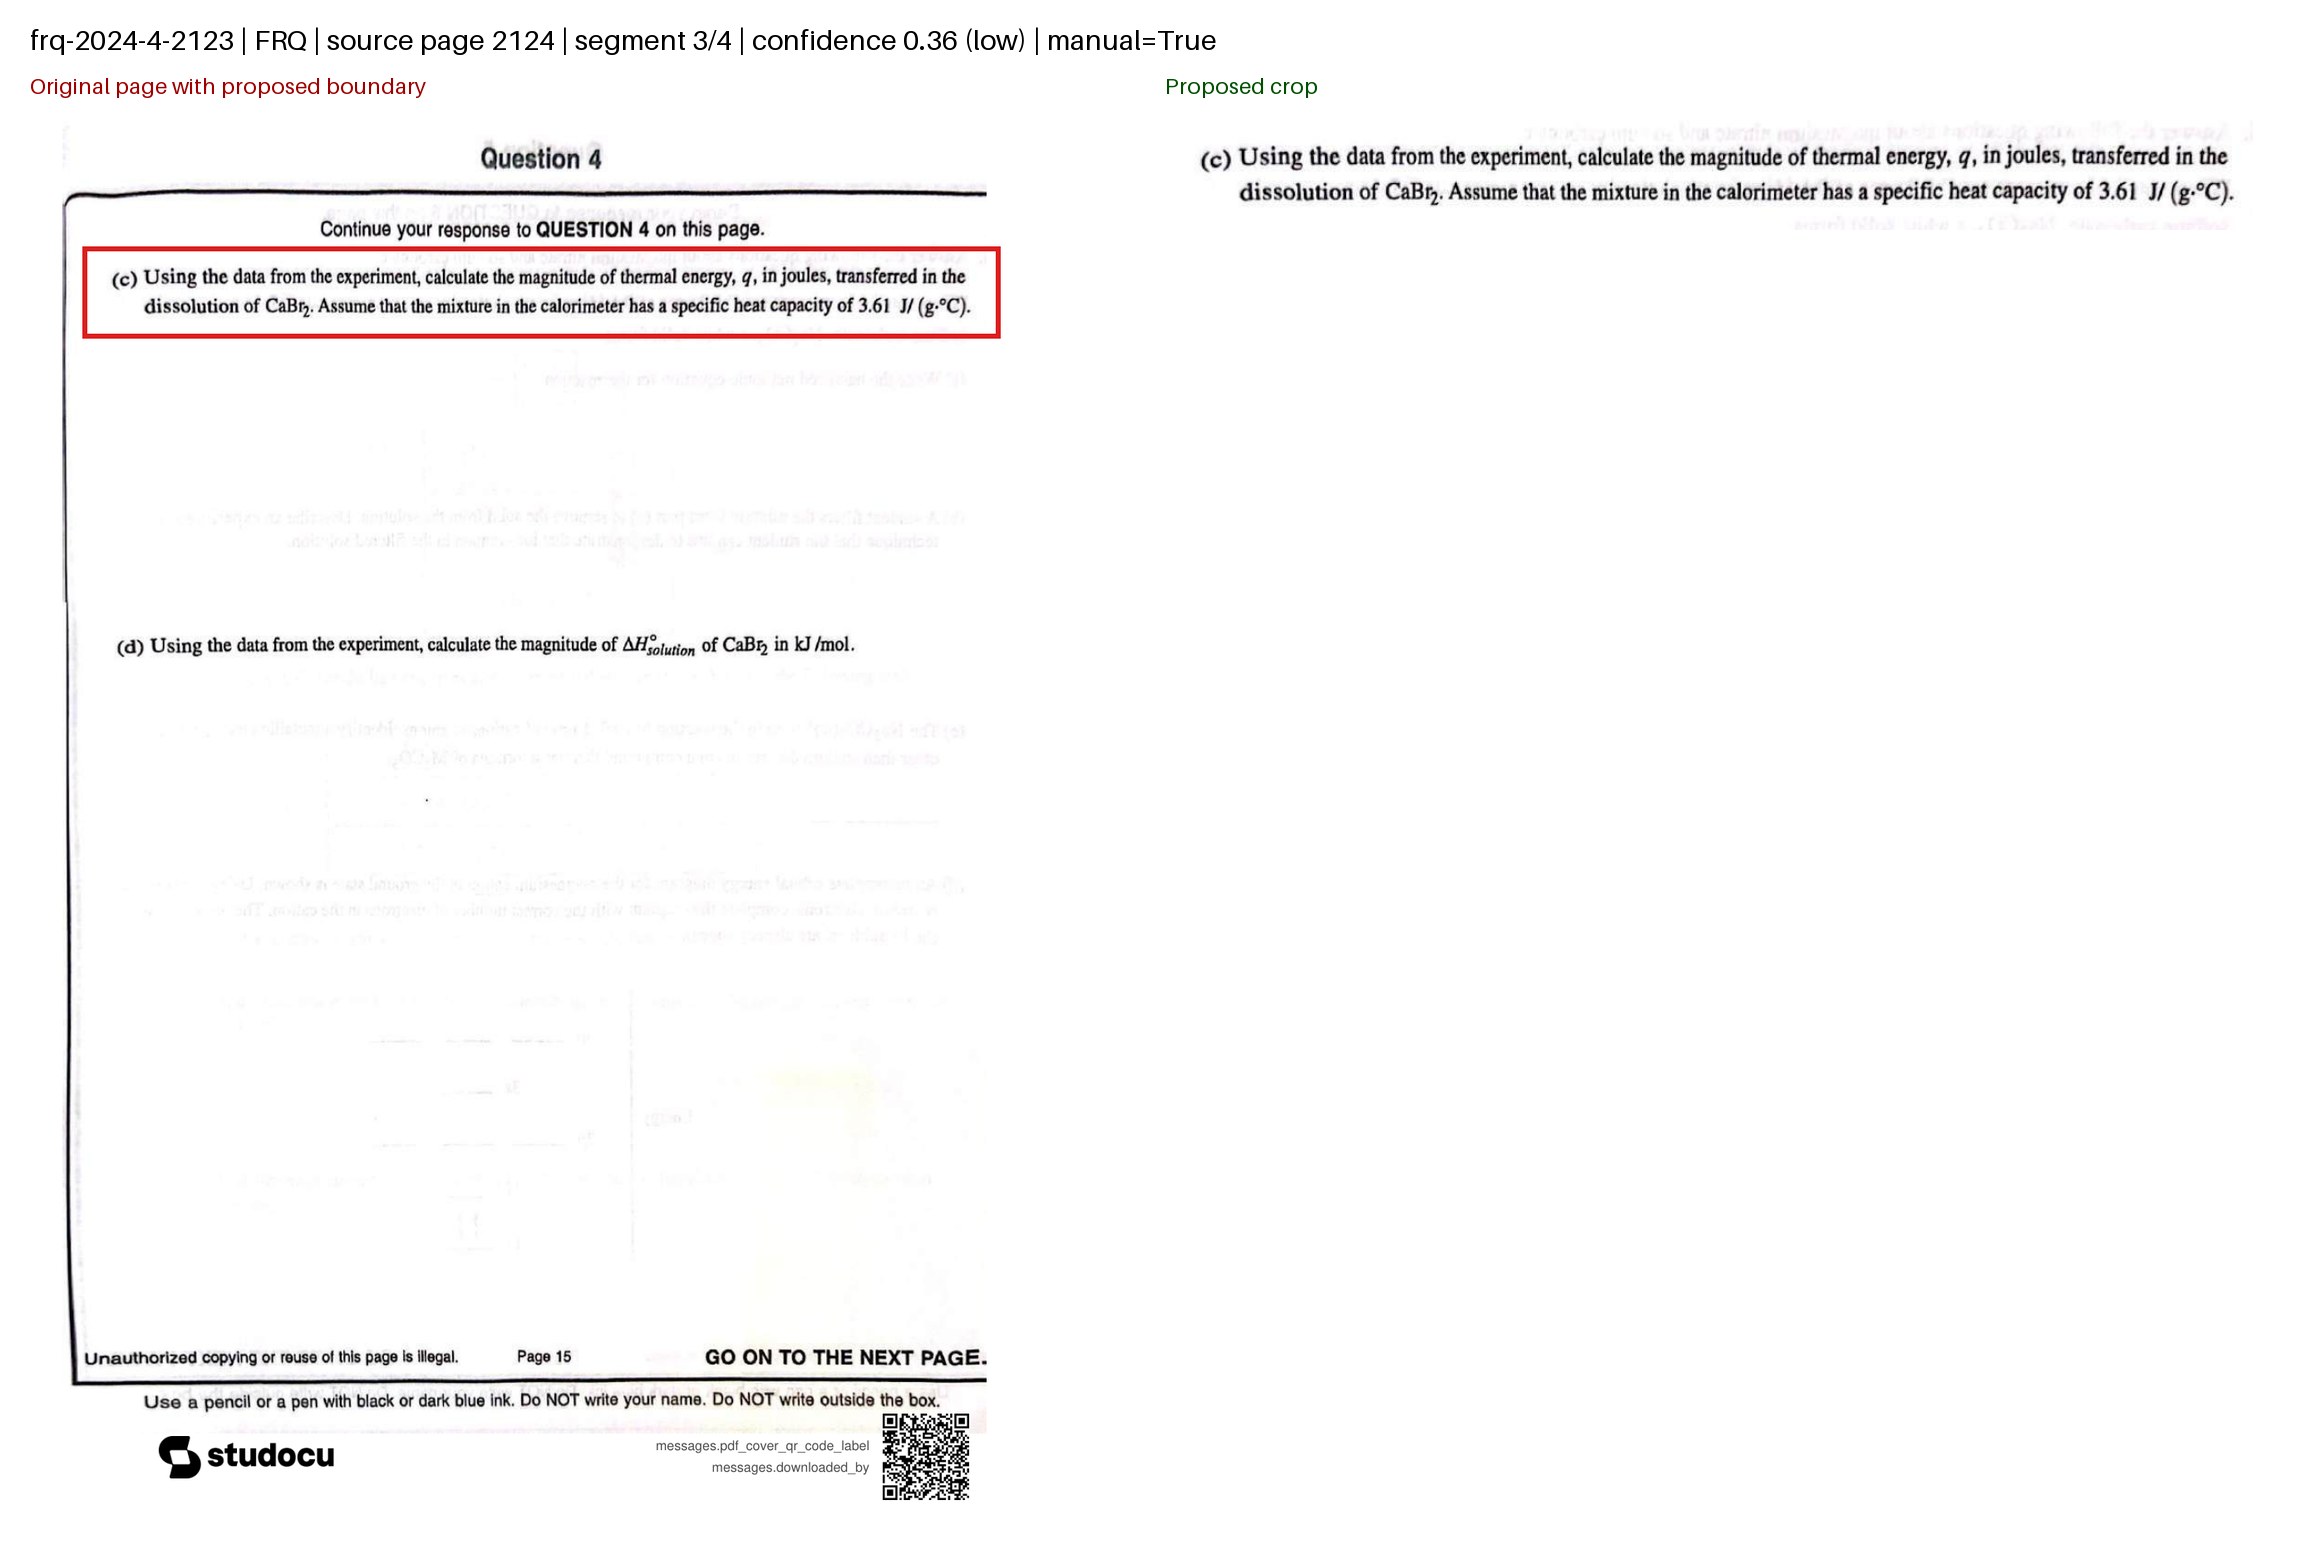 frq-2024-4-2123 | FRQ | source page 2124 | segment 3/4 | confidence 0.36 (low) | manual=True
Original page with proposed boundary
Proposed crop
Question 4
Continue your response to QUESTION 4 on this page.
(c) Using the data from the experiment, calculate the magnitude of thermal energy, q, in joules, transferred in the
dissolution of CaBr₂. Assume that the mixture in the calorimeter has a specific heat capacity of 3.61 J/ (g·°C).
(d) Using the data from the experiment, calculate the magnitude of ΔH°solution of CaBr₂ in kJ /mol.
Unauthorized copying or reuse of this page is illegal.
Page 15
GO ON TO THE NEXT PAGE.
Use a pencil or a pen with black or dark blue ink. Do NOT write your name. Do NOT write outside the box.
studocu
messages.pdf_cover_qr_code_label
messages.downloaded_by
(c) Using the data from the experiment, calculate the magnitude of thermal energy, q, in joules, transferred in the
dissolution of CaBr₂. Assume that the mixture in the calorimeter has a specific heat capacity of 3.61 J/ (g·°C).